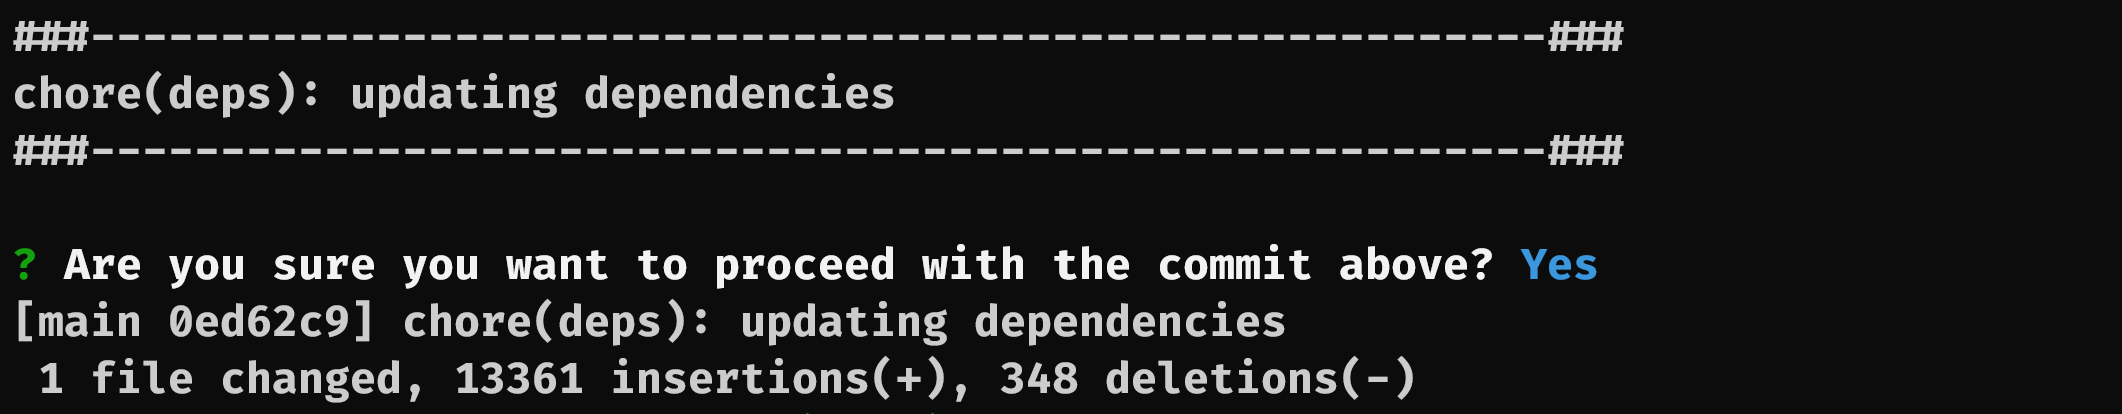 ###--------------------------------------------------------###
chore(deps): updating dependencies
###--------------------------------------------------------###
? Are you sure you want to proceed with the commit above? Yes
[main 0ed62c9] chore(deps): updating dependencies
 1 file changed, 13361 insertions(+), 348 deletions(-)